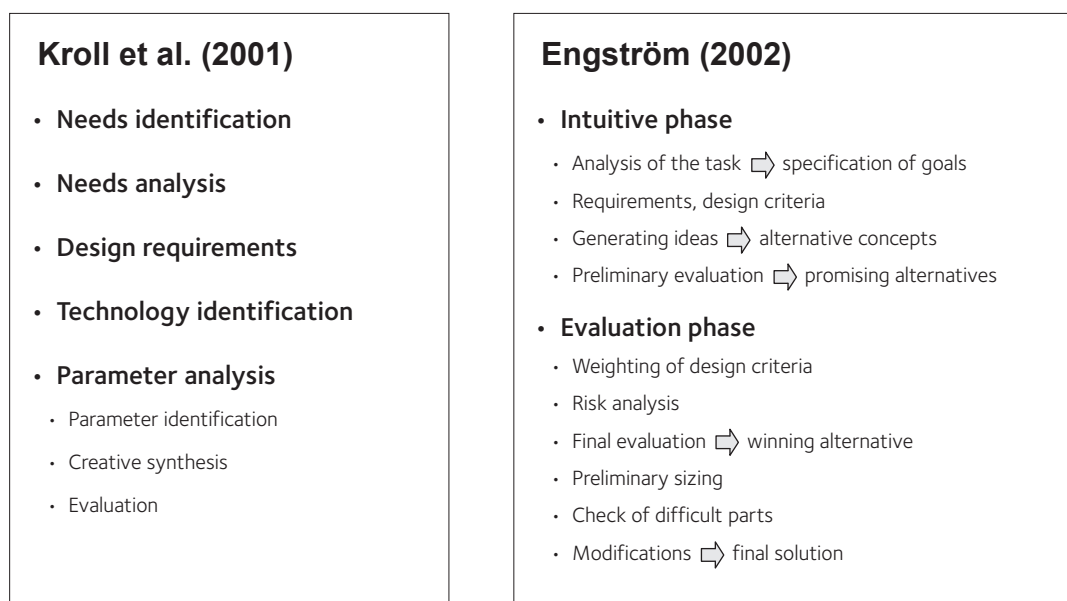 Kroll et al. (2001)
• Needs identification
• Needs analysis
• Design requirements
• Technology identification
• Parameter analysis
• Parameter identification
• Creative synthesis
• Evaluation
Engström (2002)
• Intuitive phase
• Analysis of the task ⇨ specification of goals
• Requirements, design criteria
• Generating ideas ⇨ alternative concepts
• Preliminary evaluation ⇨ promising alternatives
• Evaluation phase
• Weighting of design criteria
• Risk analysis
• Final evaluation ⇨ winning alternative
• Preliminary sizing
• Check of difficult parts
• Modifications ⇨ final solution